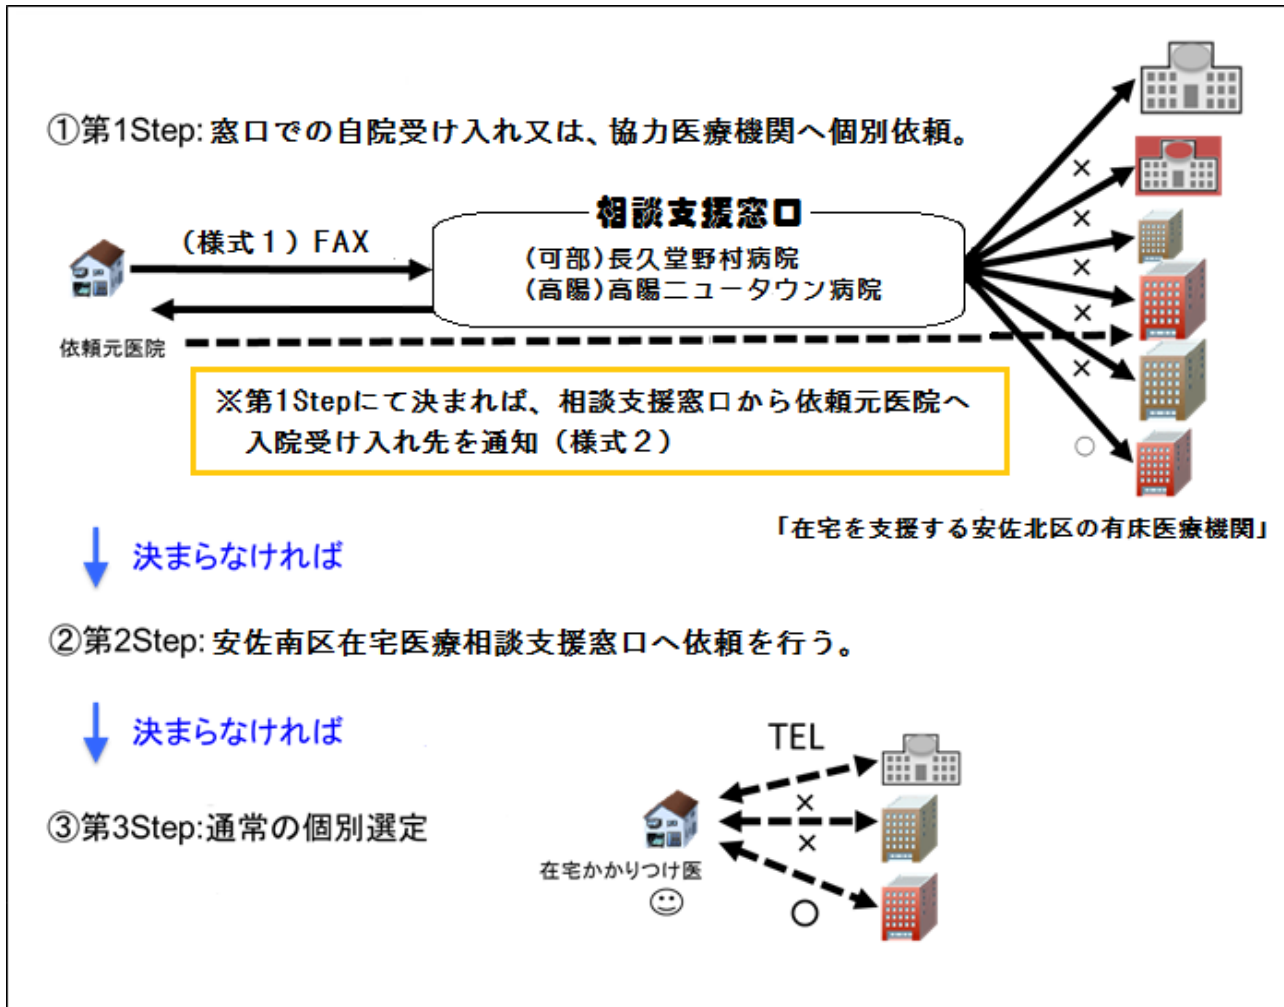 ①第1Step: 窓口での自院受け入れ又は、協力医療機関へ個別依頼。
相談支援窓口
(様式１) FAX
(可部)長久堂野村病院
(高陽)高陽ニュータウン病院
依頼元医院
×
×
×
×
×
○
※第1Stepにて決まれば、相談支援窓口から依頼元医院へ
入院受け入れ先を通知（様式２）
「在宅を支援する安佐北区の有床医療機関」
決まらなければ
②第2Step: 安佐南区在宅医療相談支援窓口へ依頼を行う。
決まらなければ
TEL
③第3Step:通常の個別選定
×
×
○
在宅かかりつけ医